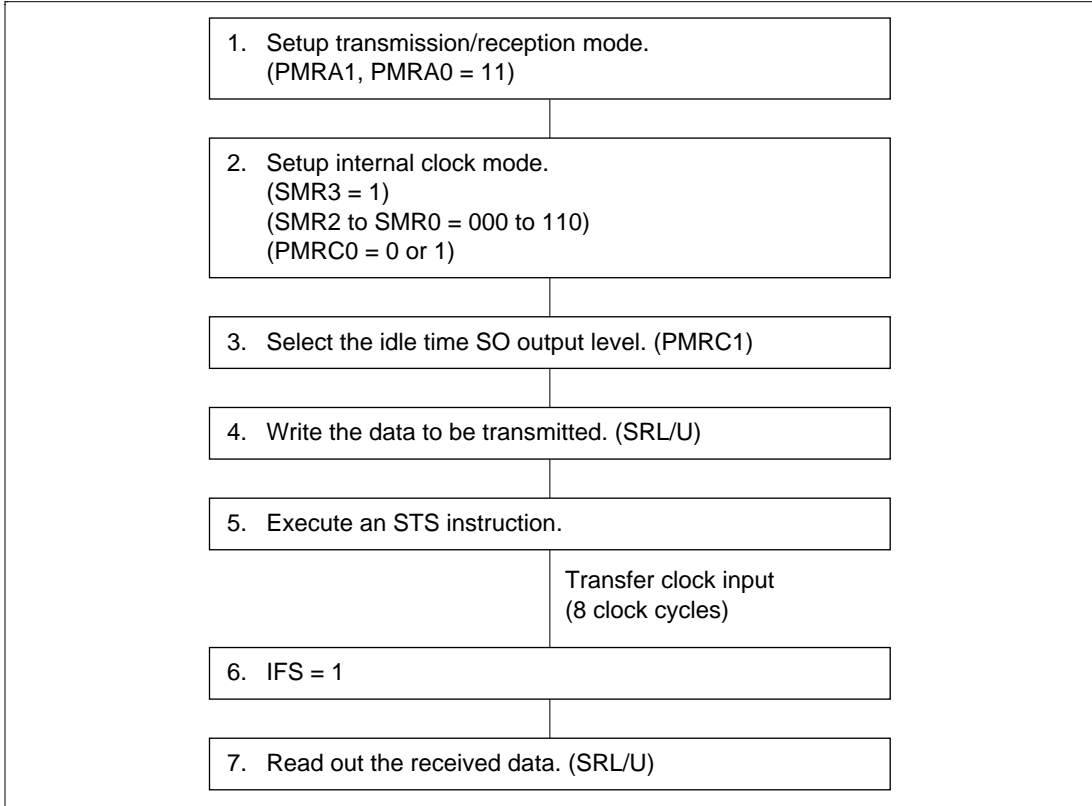 1. Setup transmission/reception mode.
(PMRA1, PMRA0 = 11)
2. Setup internal clock mode.
(SMR3 = 1)
(SMR2 to SMR0 = 000 to 110)
(PMRC0 = 0 or 1)
3. Select the idle time SO output level. (PMRC1)
4. Write the data to be transmitted. (SRL/U)
5. Execute an STS instruction.
Transfer clock input
(8 clock cycles)
6. IFS = 1
7. Read out the received data. (SRL/U)